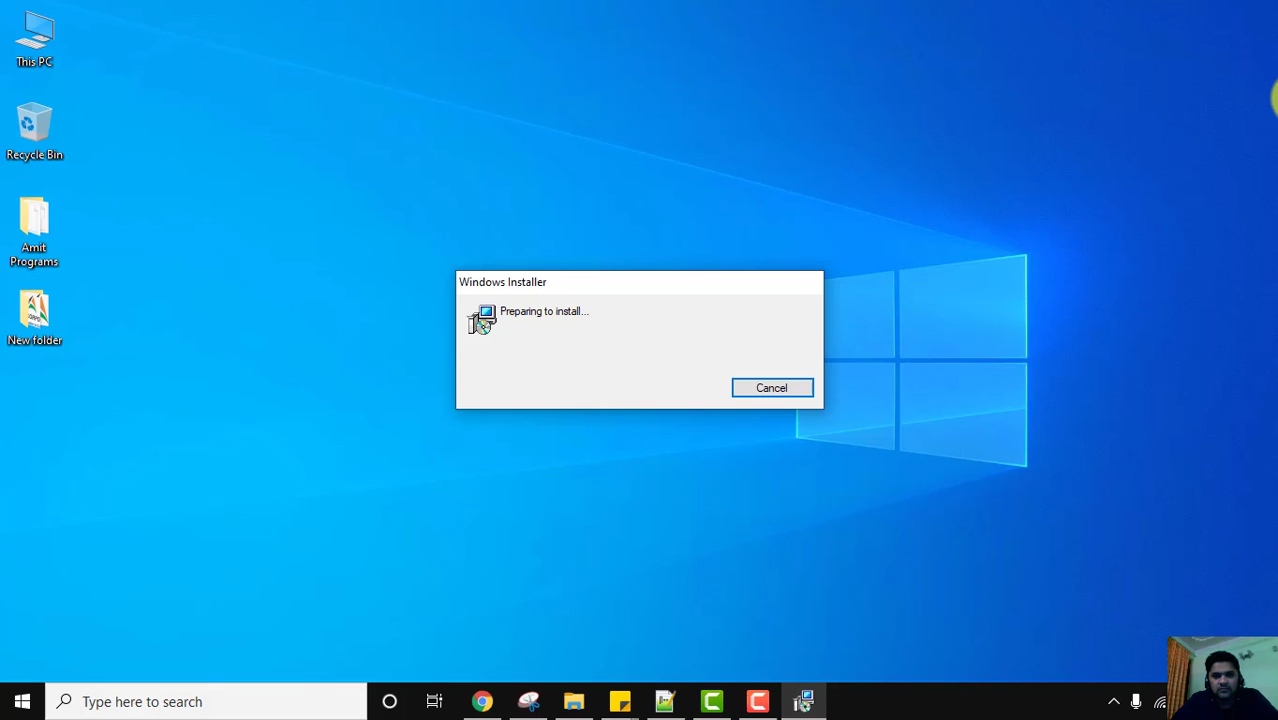 This PC
Recycle Bin
Amit
Programs
New folder
Windows Installer
Preparing to install...
Cancel
Type here to search